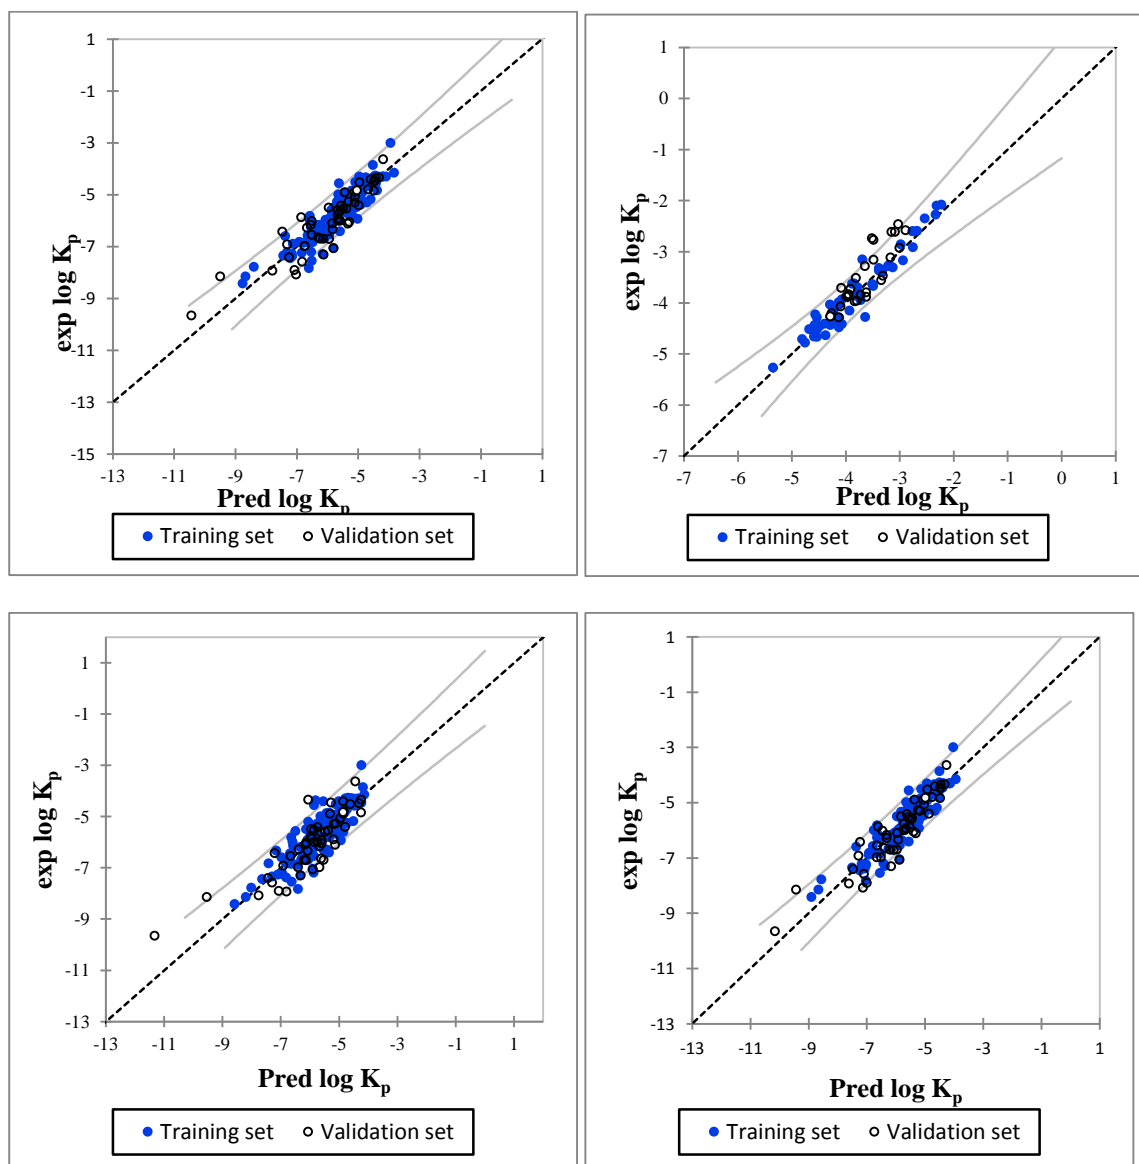 1
-1
-3
-5
-7
-9
-11
-13
-15
exp log Kp
-13 -11 -9 -7 -5 -3 -1 1
Pred log Kp
Training set Validation set
1
0
-1
-2
-3
-4
-5
-6
-7
exp log Kp
-7 -6 -5 -4 -3 -2 -1 0 1
Pred log Kp
Training set Validation set
1
-1
-3
-5
-7
-9
-11
-13
exp log Kp
-13 -11 -9 -7 -5 -3 -1 1
Pred log Kp
Training set Validation set
1
-1
-3
-5
-7
-9
-11
-13
exp log Kp
-13 -11 -9 -7 -5 -3 -1 1
Pred log Kp
Training set Validation set